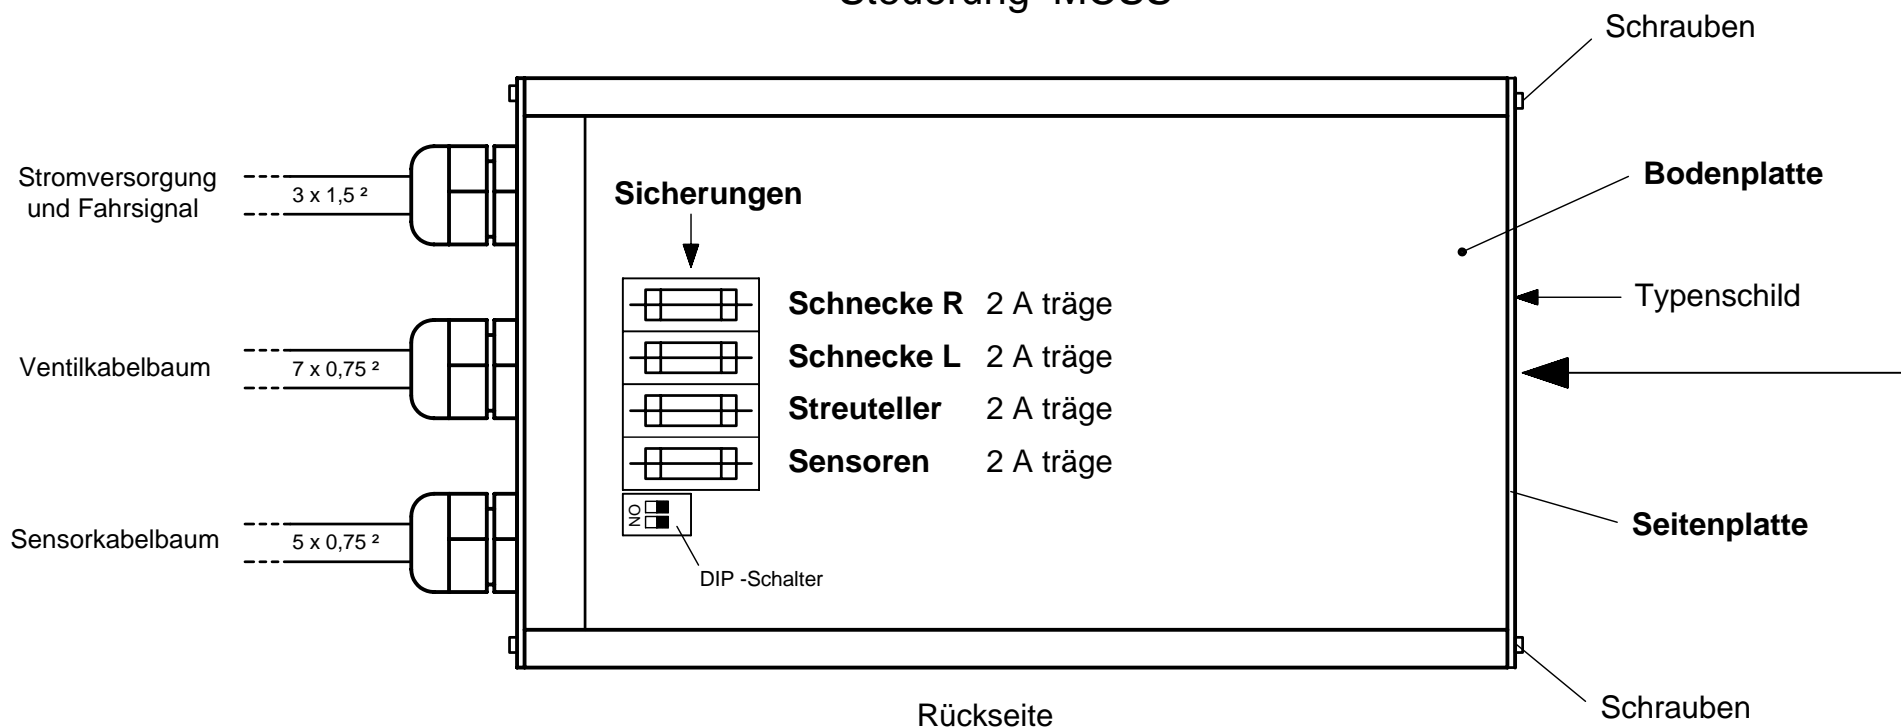 Steuerung
Schrauben
Stromversorgung
und Fahrsignal
3 x 1,5 ²
Sicherungen
Bodenplatte
Schnecke R 2 A träge
Typenschild
Ventilkabelbaum
7 x 0,75 ²
Schnecke L 2 A träge
Streuteller 2 A träge
Sensoren 2 A träge
ON
Seitenplatte
Sensorkabelbaum
5 x 0,75 ²
DIP -Schalter
Rückseite
Schrauben